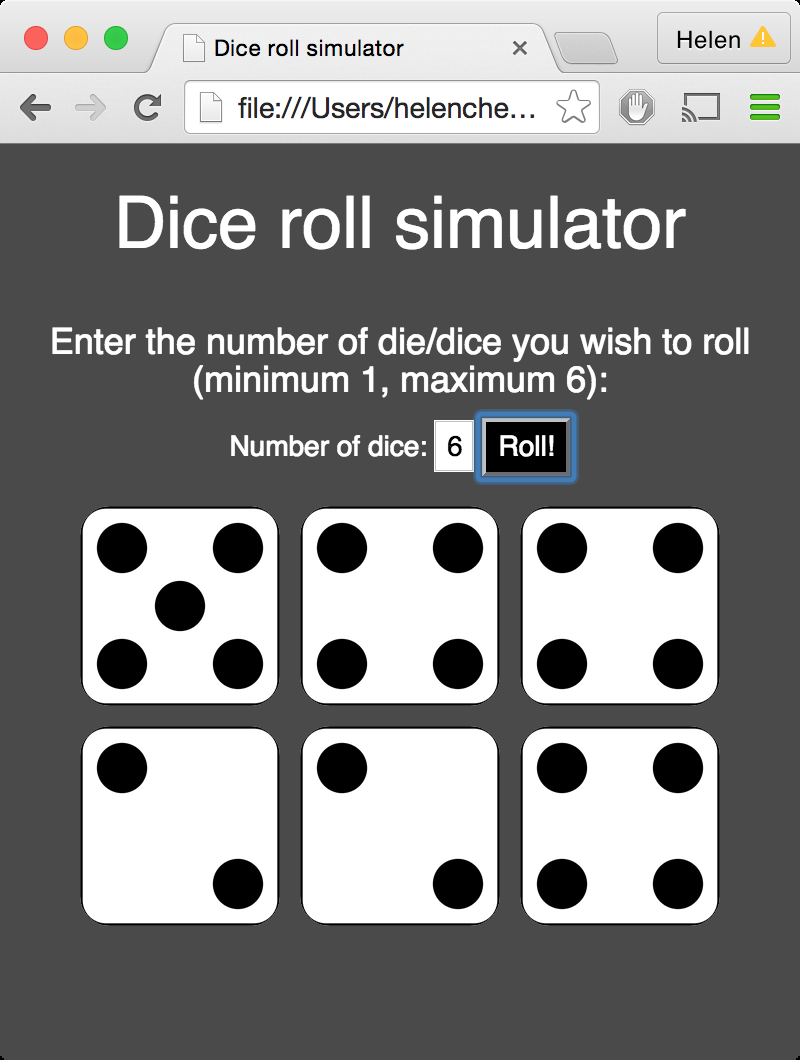 Dice roll simulator
Helen
file:///Users/helenche...
Dice roll simulator
Enter the number of die/dice you wish to roll
(minimum 1, maximum 6):
Number of dice: 6 Roll!